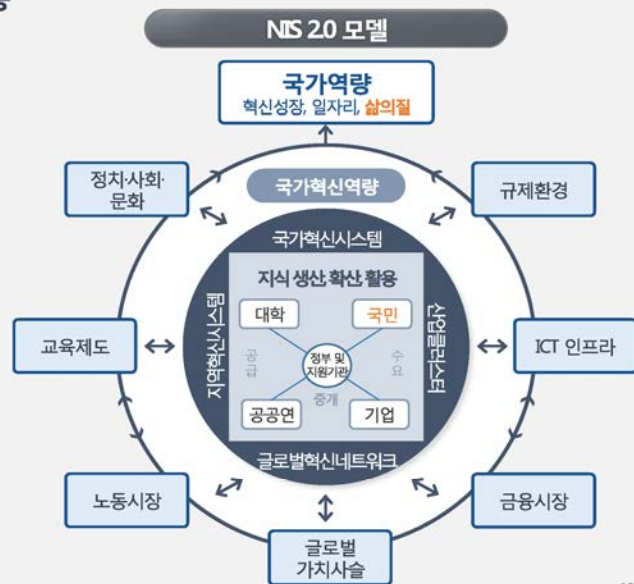 NIS 2.0 모델
국가역량
혁신성장, 일자리, 삶의질
정치·사회·
문화
국가혁신역량
규제환경
국가혁신시스템
지식 생산, 확산, 활용
대학
국민
지역혁신시스템
산업클러스터
교육제도
공급
정부 및
지원기관
수요
ICT 인프라
중개
공공연
기업
글로벌혁신네트워크
노동시장
금융시장
글로벌
가치사슬